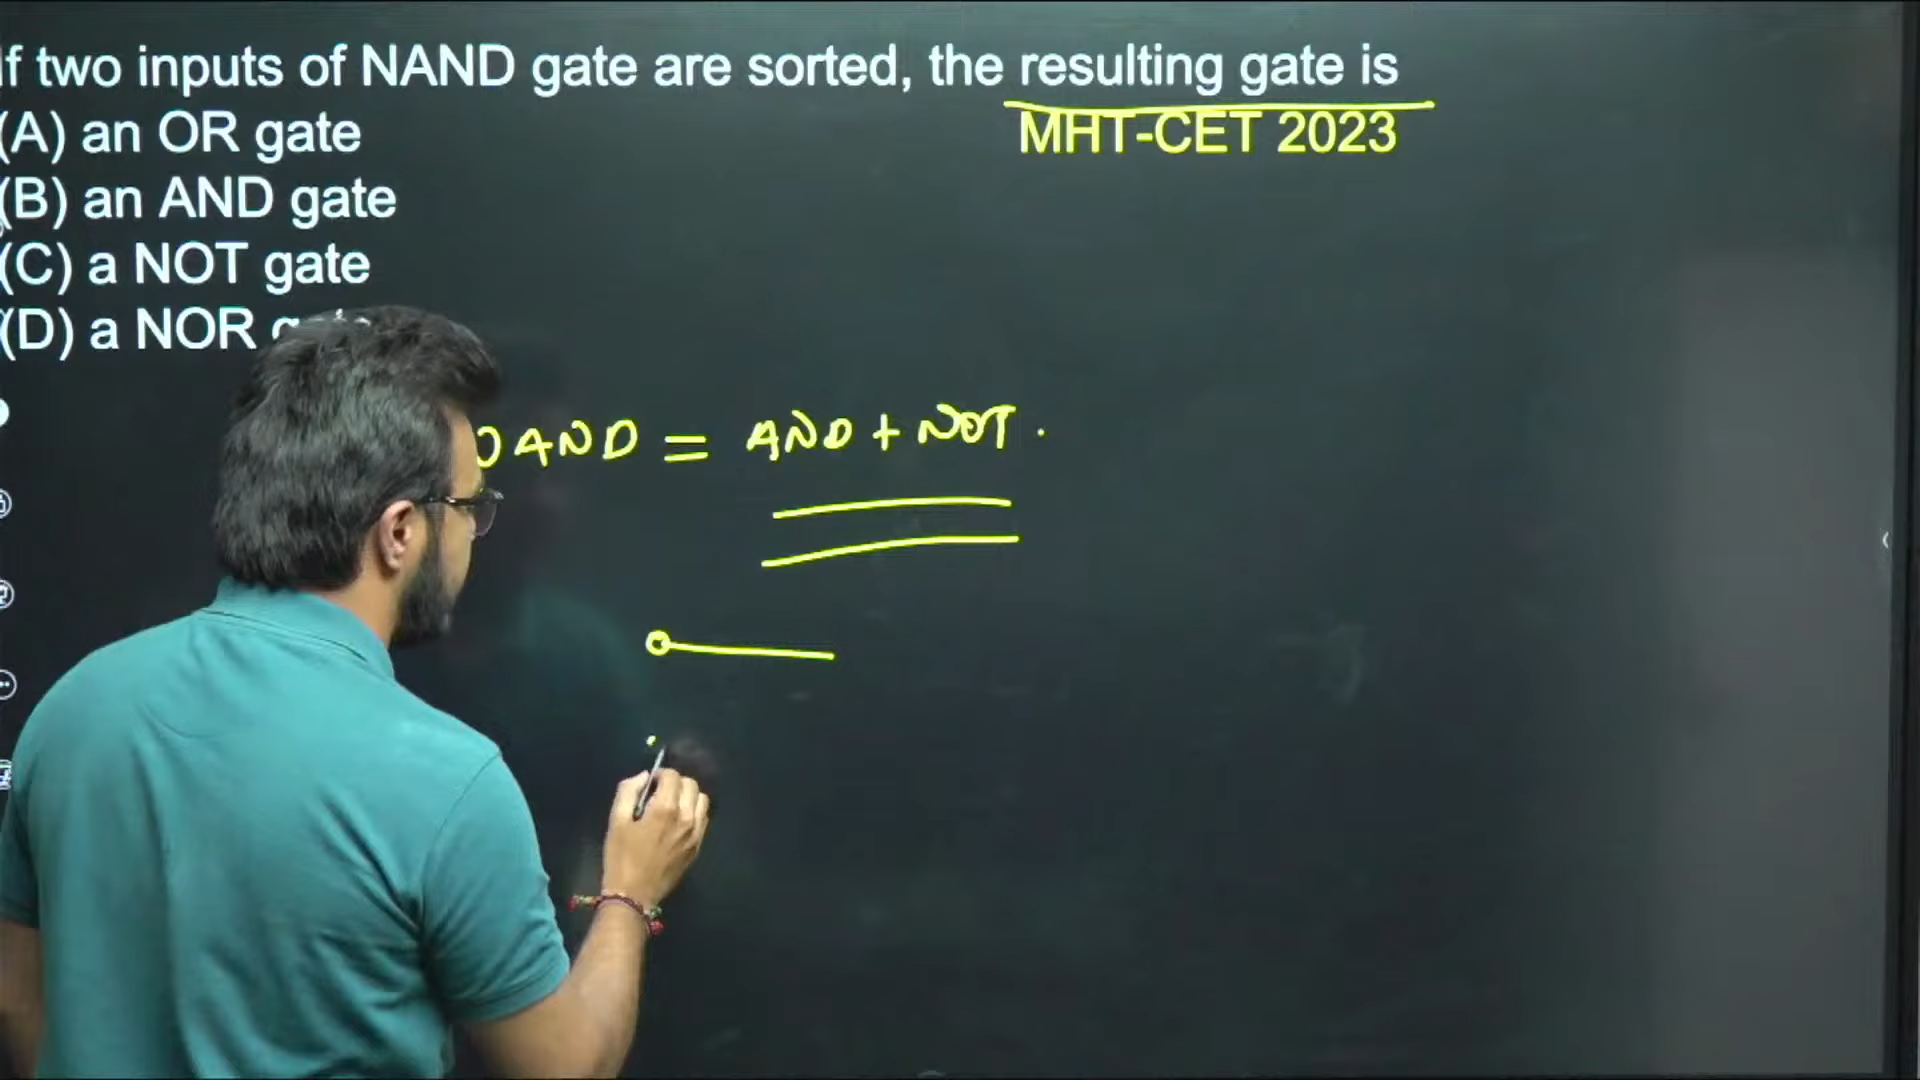 If two inputs of NAND gate are sorted, the resulting gate is
MHT-CET 2023
(A) an OR gate
(B) an AND gate
(C) a NOT gate
(D) a NOR
NAND = AND + NOT.